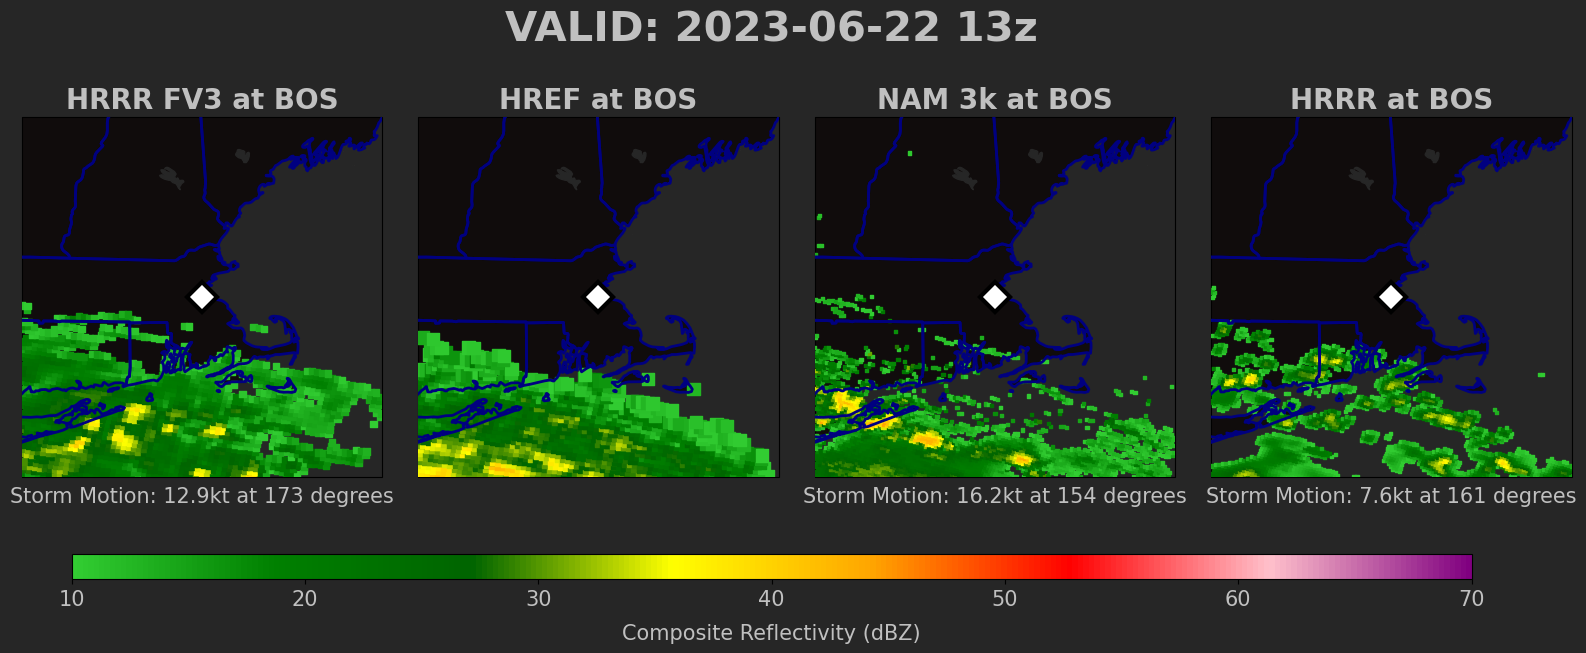 VALID: 2023-06-22 13z
HRRR FV3 at BOS
HREF at BOS
NAM 3k at BOS
HRRR at BOS
Storm Motion: 12.9kt at 173 degrees
Storm Motion: 16.2kt at 154 degrees
Storm Motion: 7.6kt at 161 degrees
10 20 30 40 50 60 70
Composite Reflectivity (dBZ)